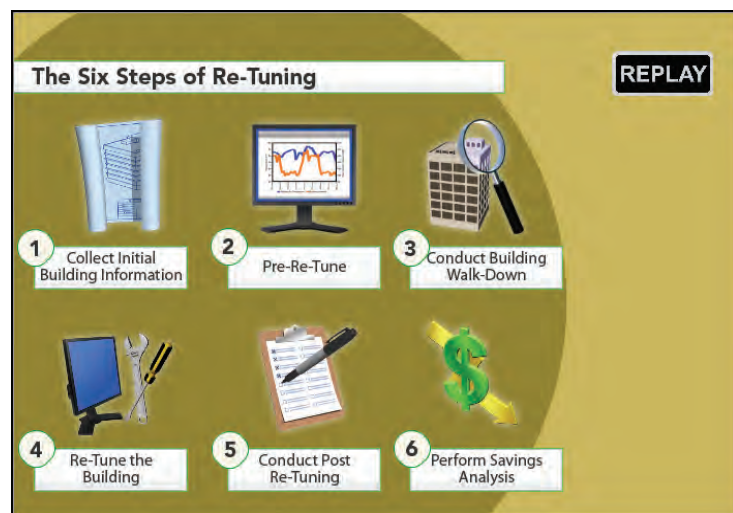 The Six Steps of Re-Tuning
REPLAY
1
Collect Initial
Building Information
2
Pre-Re-Tune
3
Conduct Building
Walk-Down
4
Re-Tune the
Building
5
Conduct Post
Re-Tuning
6
Perform Savings
Analysis